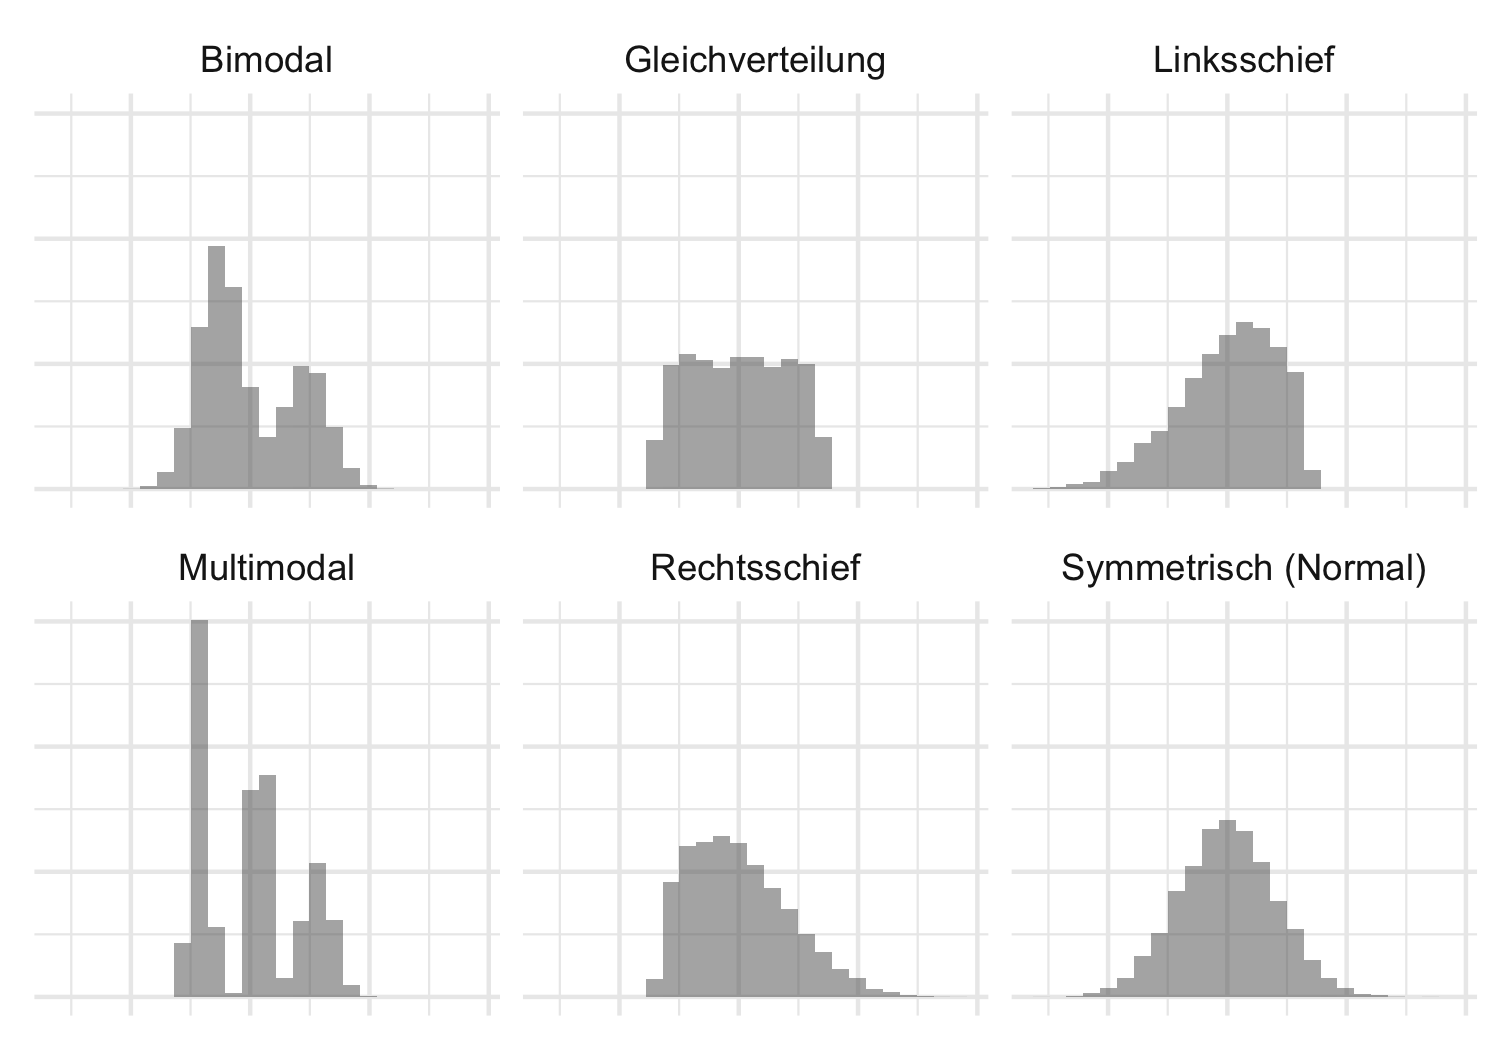 Bimodal
Gleichverteilung
Linksschief
Multimodal
Rechtsschief
Symmetrisch (Normal)